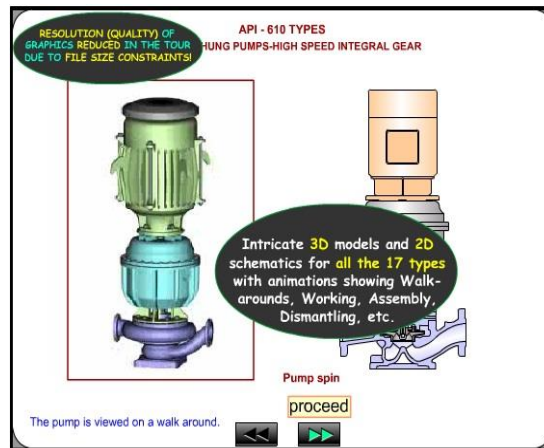 API - 610 TYPES
RESOLUTION (QUALITY) OF
GRAPHICS REDUCED IN THE TOUR
DUE TO FILE SIZE CONSTRAINTS!
HUNG PUMPS-HIGH SPEED INTEGRAL GEAR
Intricate 3D models and 2D
schematics for all the 17 types
with animations showing Walk-
arounds, Working, Assembly,
Dismantling, etc.
Pump spin
proceed
The pump is viewed on a walk around.